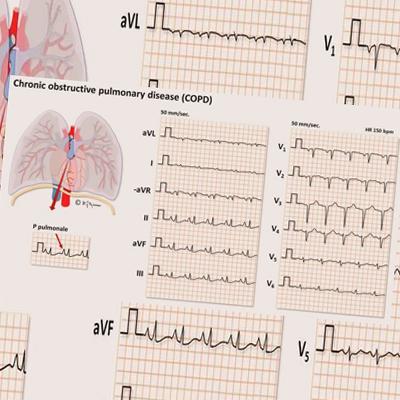 aVL
V1
Chronic obstructive pulmonary disease (COPD)
50 mm/sec.
50 mm/sec.
HR 150 bpm
aVL
I
-aVR
II
aVF
III
V1
V2
V3
V4
V5
V6
P pulmonale
aVF
V5